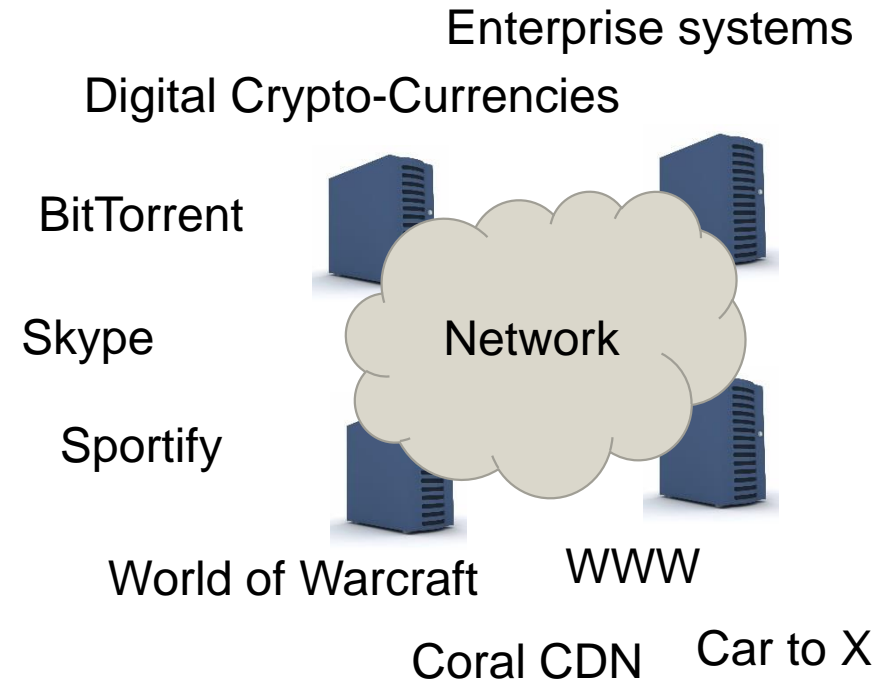 Enterprise systems
Digital Crypto-Currencies
BitTorrent
Skype
Network
Sportify
World of Warcraft
WWW
Coral CDN
Car to X